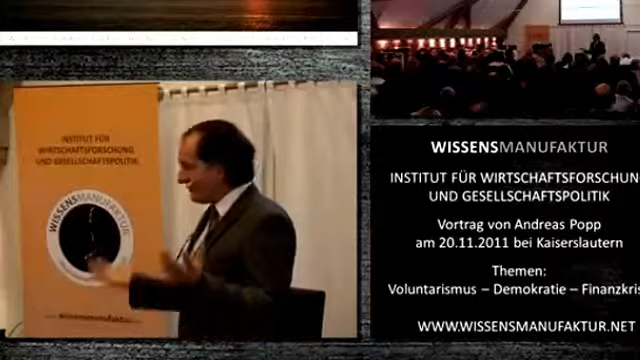 INSTITUT FÜR
WIRTSCHAFTSFORSCHUNG
UND GESELLSCHAFTSPOLITIK
WISSENSMANUFAKTUR
WISSENSMANUFAKTUR
INSTITUT FÜR WIRTSCHAFTSFORSCHUN
UND GESELLSCHAFTSPOLITIK
Vortrag von Andreas Popp
am 20.11.2011 bei Kaiserslautern
Themen:
Voluntarismus – Demokratie – Finanzkris
WWW.WISSENSMANUFAKTUR.NET